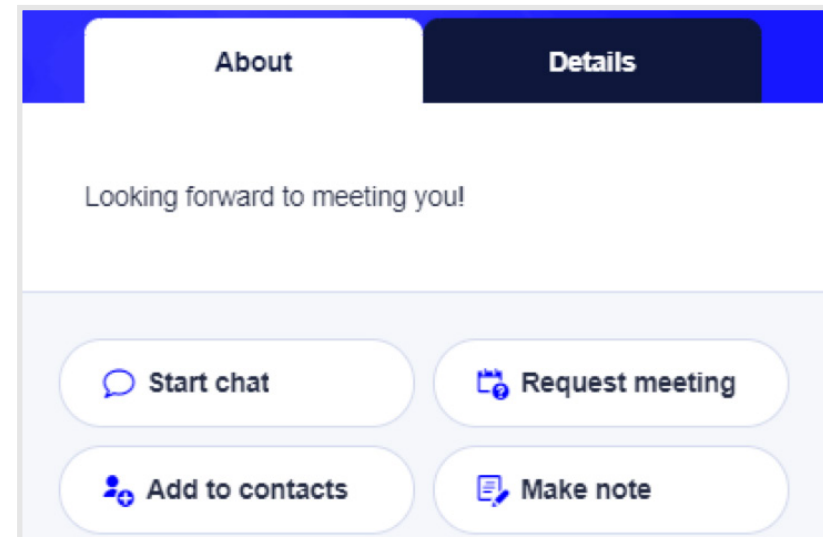 About
Details
Looking forward to meeting you!
Start chat
Request meeting
Add to contacts
Make note